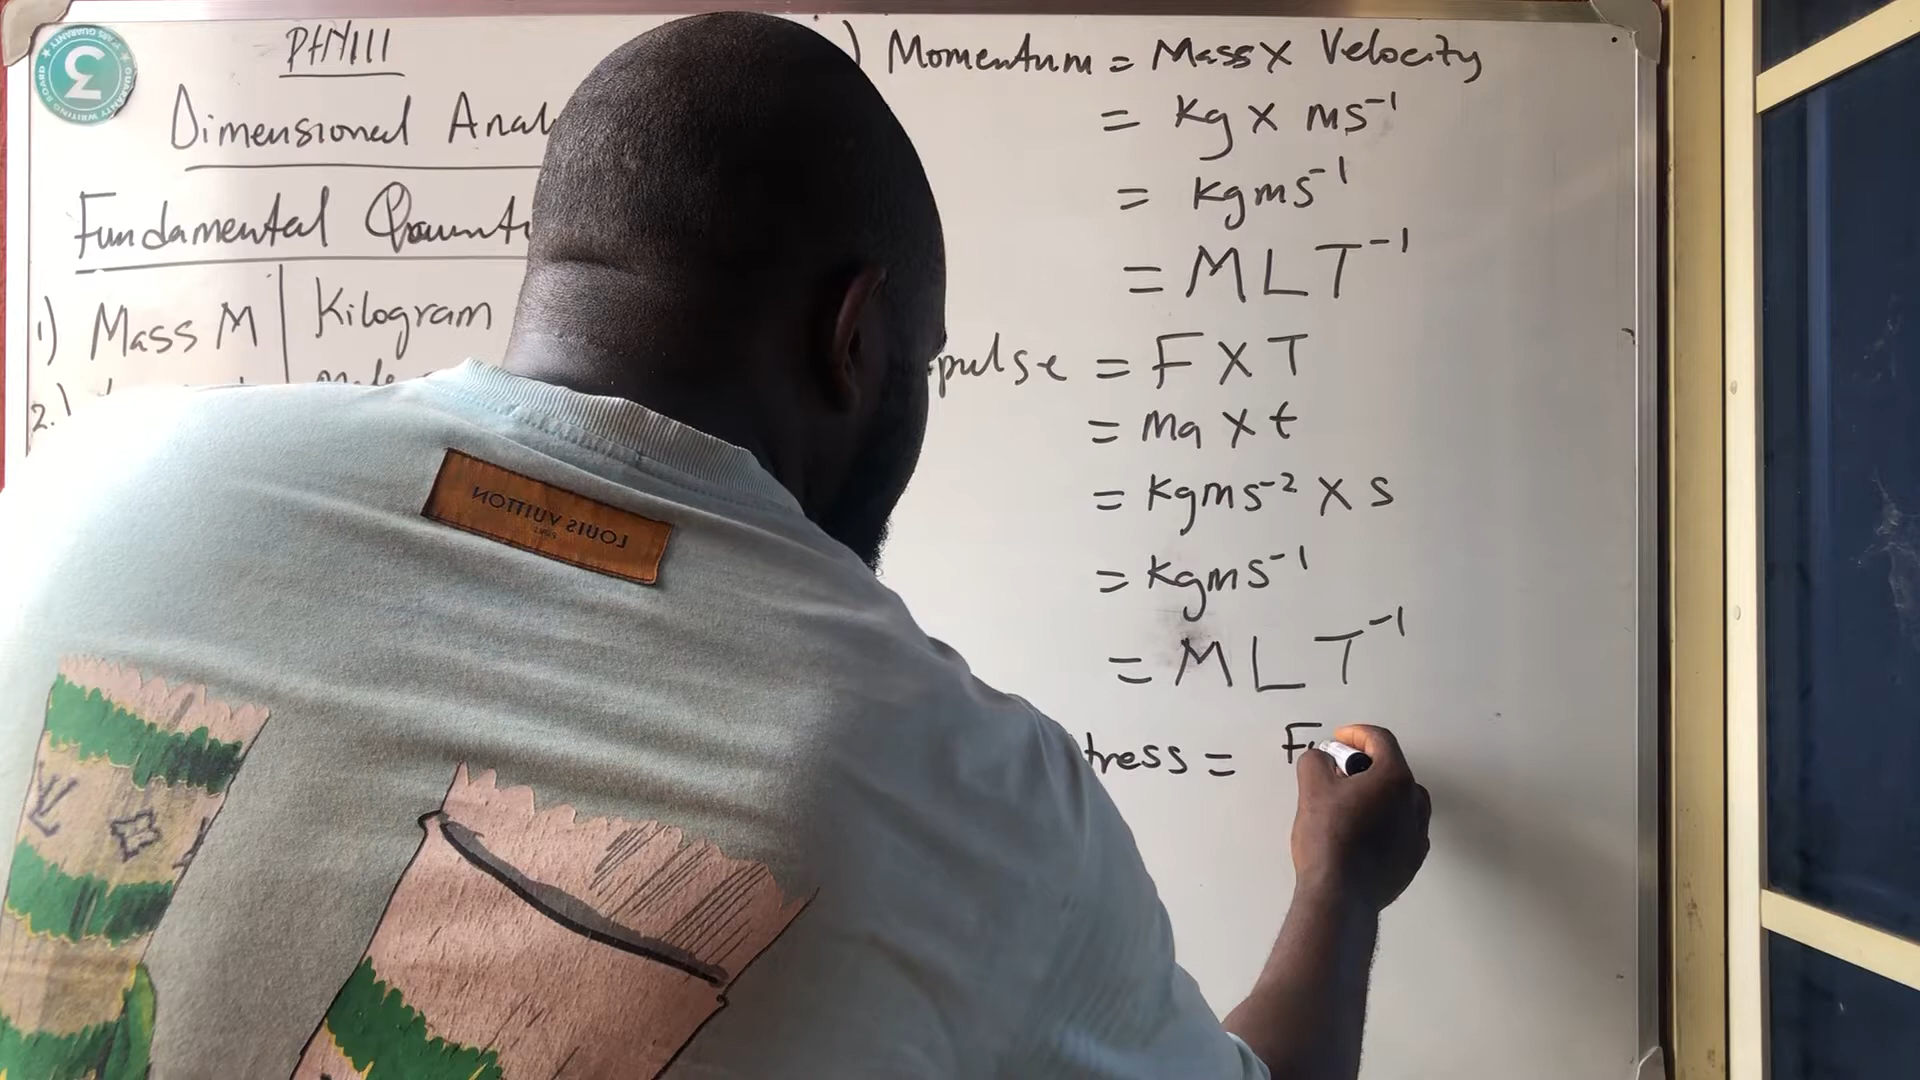 PHY111
Dimensional Anal
Fundamental Quanti
1) Mass M | Kilogram
2.)
) Momentum = Mass X Velocity
= Kg X ms⁻¹
= Kgms⁻¹
= MLT⁻¹
pulse = F X T
= ma X t
= Kgms⁻² X s
= Kgms⁻¹
= MLT⁻¹
tress = F
LOUIS VUITTON